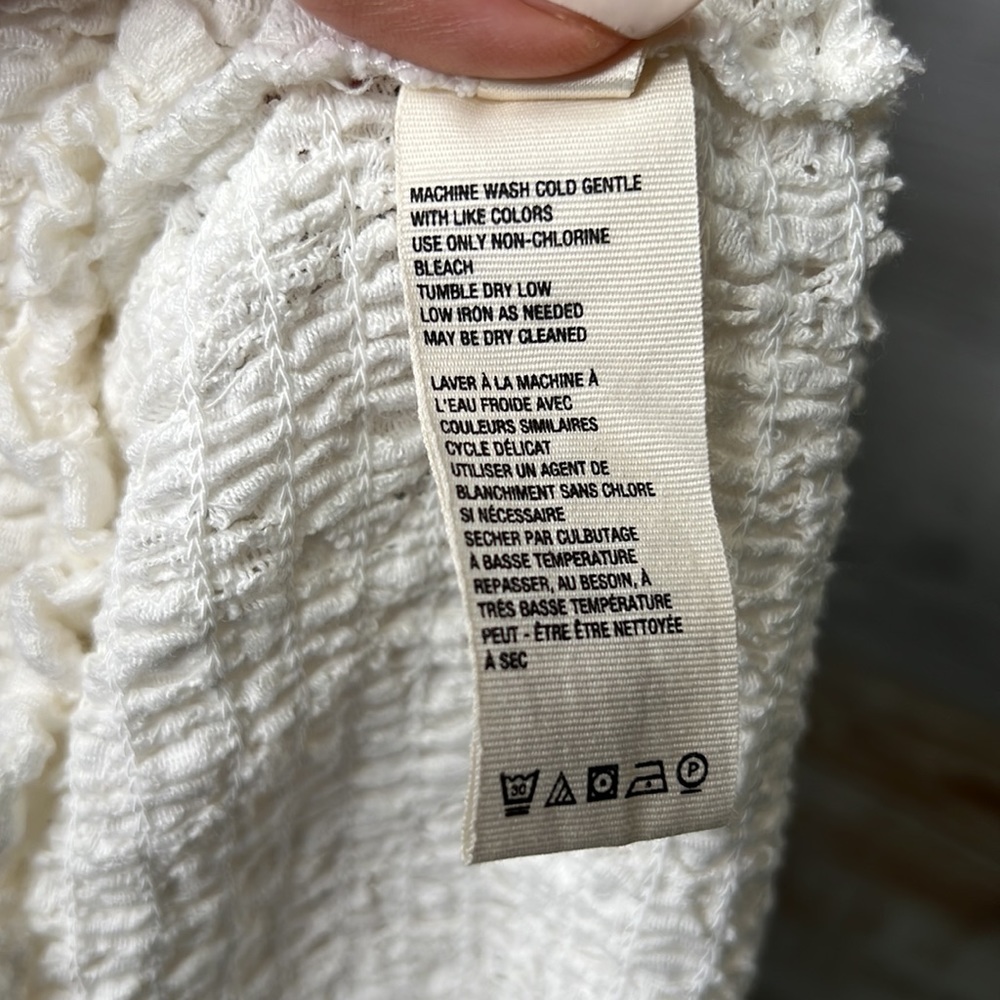 MACHINE WASH COLD GENTLE
WITH LIKE COLORS
USE ONLY NON-CHLORINE
BLEACH
TUMBLE DRY LOW
LOW IRON AS NEEDED
MAY BE DRY CLEANED
LAVER À LA MACHINE À
L'EAU FROIDE AVEC
COULEURS SIMILAIRES
CYCLE DÉLICAT
UTILISER UN AGENT DE
BLANCHIMENT SANS CHLORE
SI NÉCESSAIRE
SECHER PAR CULBUTAGE
À BASSE TEMPERATURE
REPASSER, AU BESOIN, À
TRÈS BASSE TEMPÉRATURE
PEUT - ÊTRE ÊTRE NETTOYÉE
À SEC
30 P